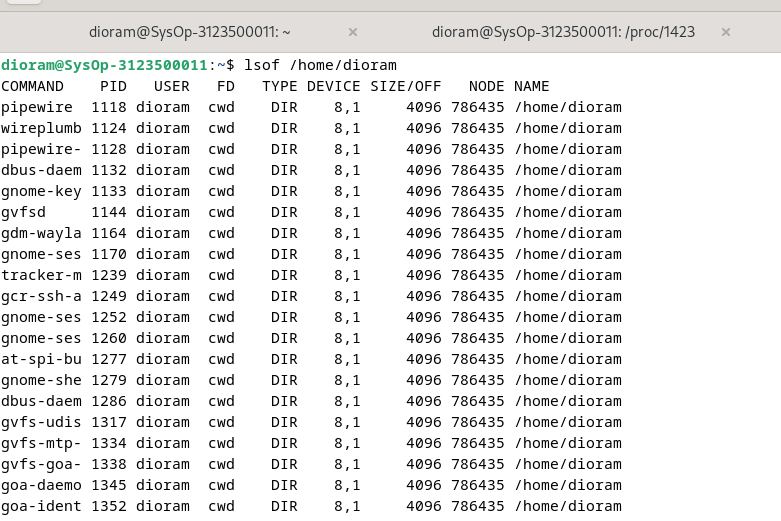 dioram@SysOp-3123500011: ~ ×
dioram@SysOp-3123500011: /proc/1423 ×
dioram@SysOp-3123500011:~$ lsof /home/dioram
COMMAND    PID   USER   FD   TYPE DEVICE SIZE/OFF   NODE NAME
pipewire  1118 dioram  cwd    DIR    8,1     4096 786435 /home/dioram
wireplumb 1124 dioram  cwd    DIR    8,1     4096 786435 /home/dioram
pipewire- 1128 dioram  cwd    DIR    8,1     4096 786435 /home/dioram
dbus-daem 1132 dioram  cwd    DIR    8,1     4096 786435 /home/dioram
gnome-key 1133 dioram  cwd    DIR    8,1     4096 786435 /home/dioram
gvfsd     1144 dioram  cwd    DIR    8,1     4096 786435 /home/dioram
gdm-wayla 1164 dioram  cwd    DIR    8,1     4096 786435 /home/dioram
gnome-ses 1170 dioram  cwd    DIR    8,1     4096 786435 /home/dioram
tracker-m 1239 dioram  cwd    DIR    8,1     4096 786435 /home/dioram
gcr-ssh-a 1249 dioram  cwd    DIR    8,1     4096 786435 /home/dioram
gnome-ses 1252 dioram  cwd    DIR    8,1     4096 786435 /home/dioram
gnome-ses 1260 dioram  cwd    DIR    8,1     4096 786435 /home/dioram
at-spi-bu 1277 dioram  cwd    DIR    8,1     4096 786435 /home/dioram
gnome-she 1279 dioram  cwd    DIR    8,1     4096 786435 /home/dioram
dbus-daem 1286 dioram  cwd    DIR    8,1     4096 786435 /home/dioram
gvfs-udis 1317 dioram  cwd    DIR    8,1     4096 786435 /home/dioram
gvfs-mtp- 1334 dioram  cwd    DIR    8,1     4096 786435 /home/dioram
gvfs-goa- 1338 dioram  cwd    DIR    8,1     4096 786435 /home/dioram
goa-daemo 1345 dioram  cwd    DIR    8,1     4096 786435 /home/dioram
goa-ident 1352 dioram  cwd    DIR    8,1     4096 786435 /home/dioram